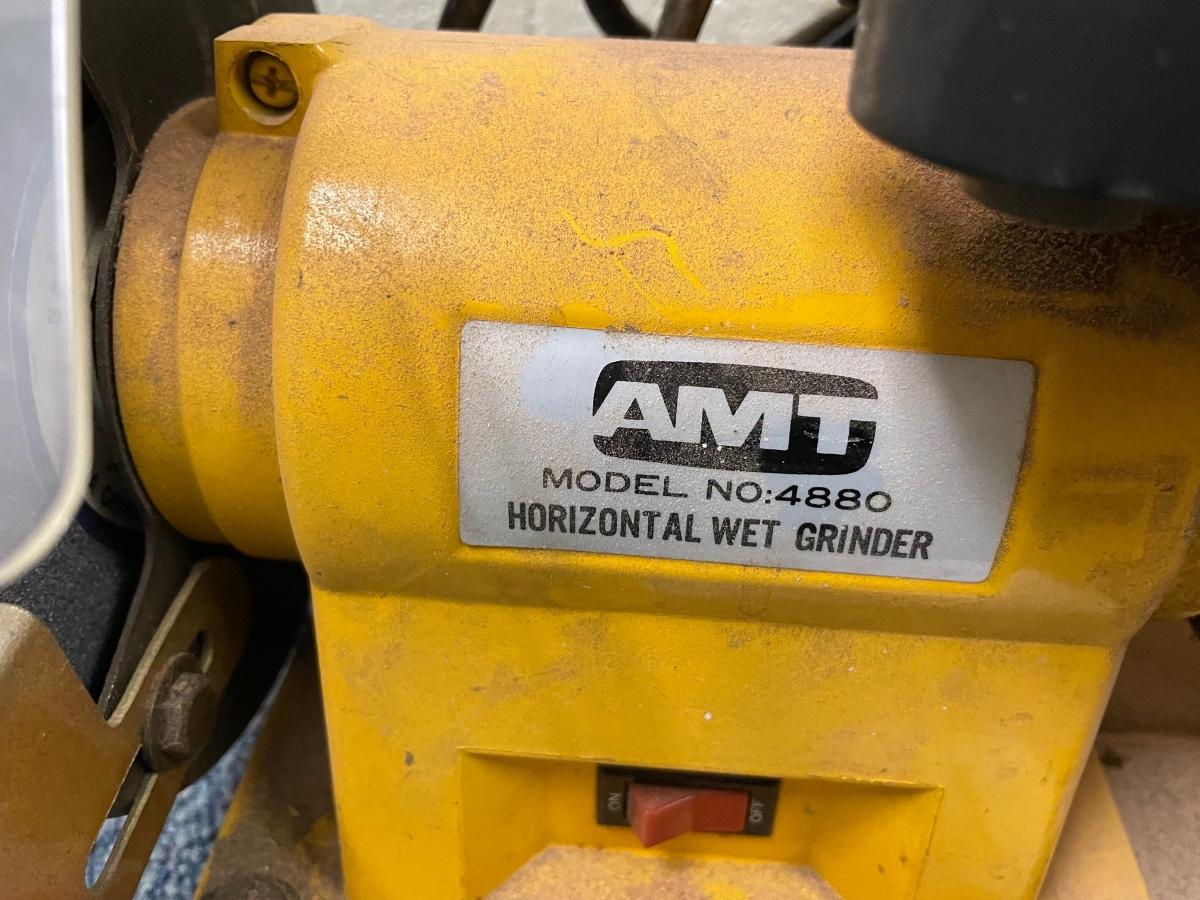 AMT
MODEL NO:4880
HORIZONTAL WET GRINDER
ON
OFF